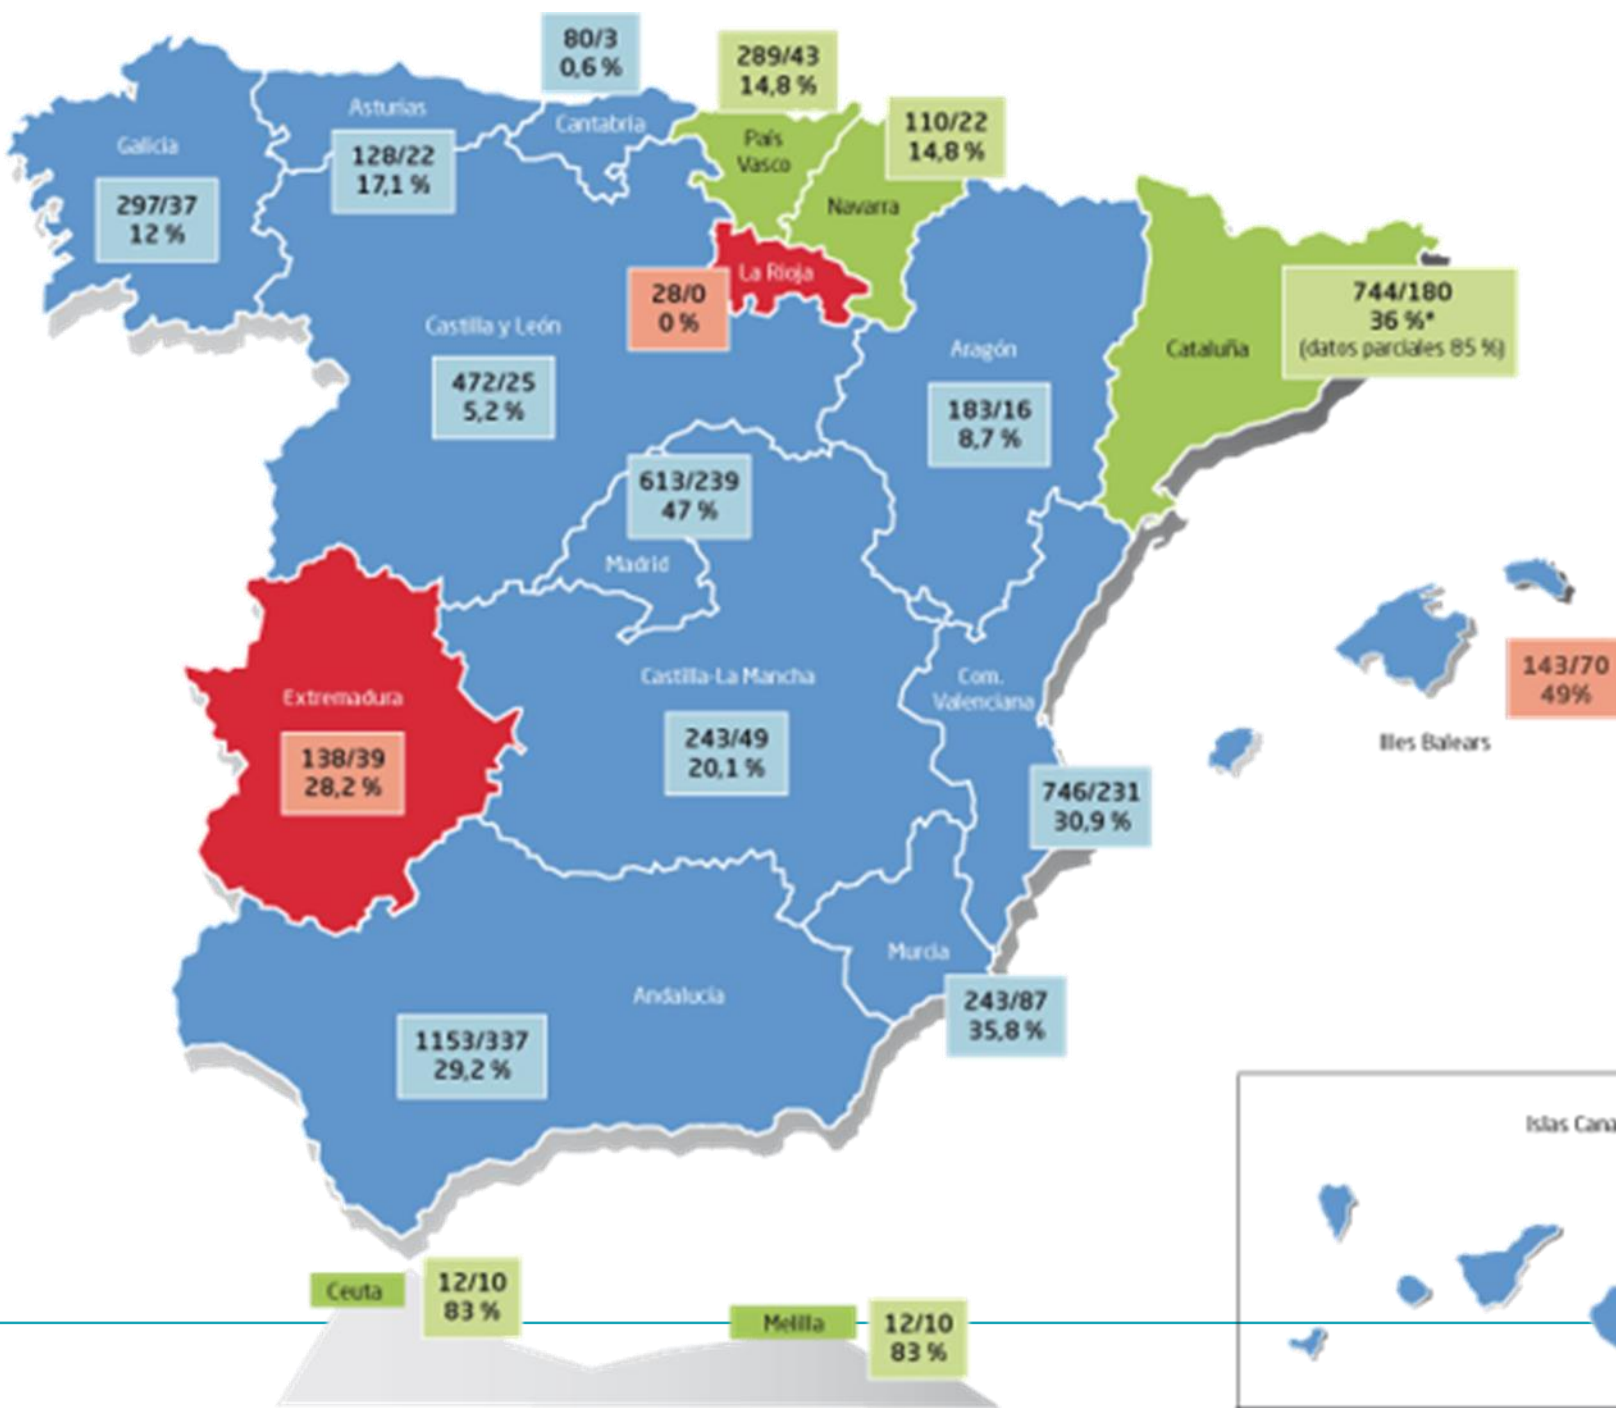 80/3
0,6 %
289/43
14,8 %
Asturias
Cantabria
110/22
14,8 %
Galicia
País
Vasco
128/22
17,1 %
297/37
12 %
Navarra
La Rioja
28/0
0 %
744/180
36 %*
(datos parciales 85 %)
Castilla y León
Aragón
Cataluña
472/25
5,2 %
183/16
8,7 %
613/239
47 %
Madrid
Extremadura
Castilla-La Mancha
Com.
Valenciana
143/70
49%
Illes Balears
138/39
28,2 %
243/49
20,1 %
746/231
30,9 %
Murcia
Andalucía
243/87
35,8 %
1153/337
29,2 %
Islas Cana
Ceuta
12/10
83 %
Melilla
12/10
83 %